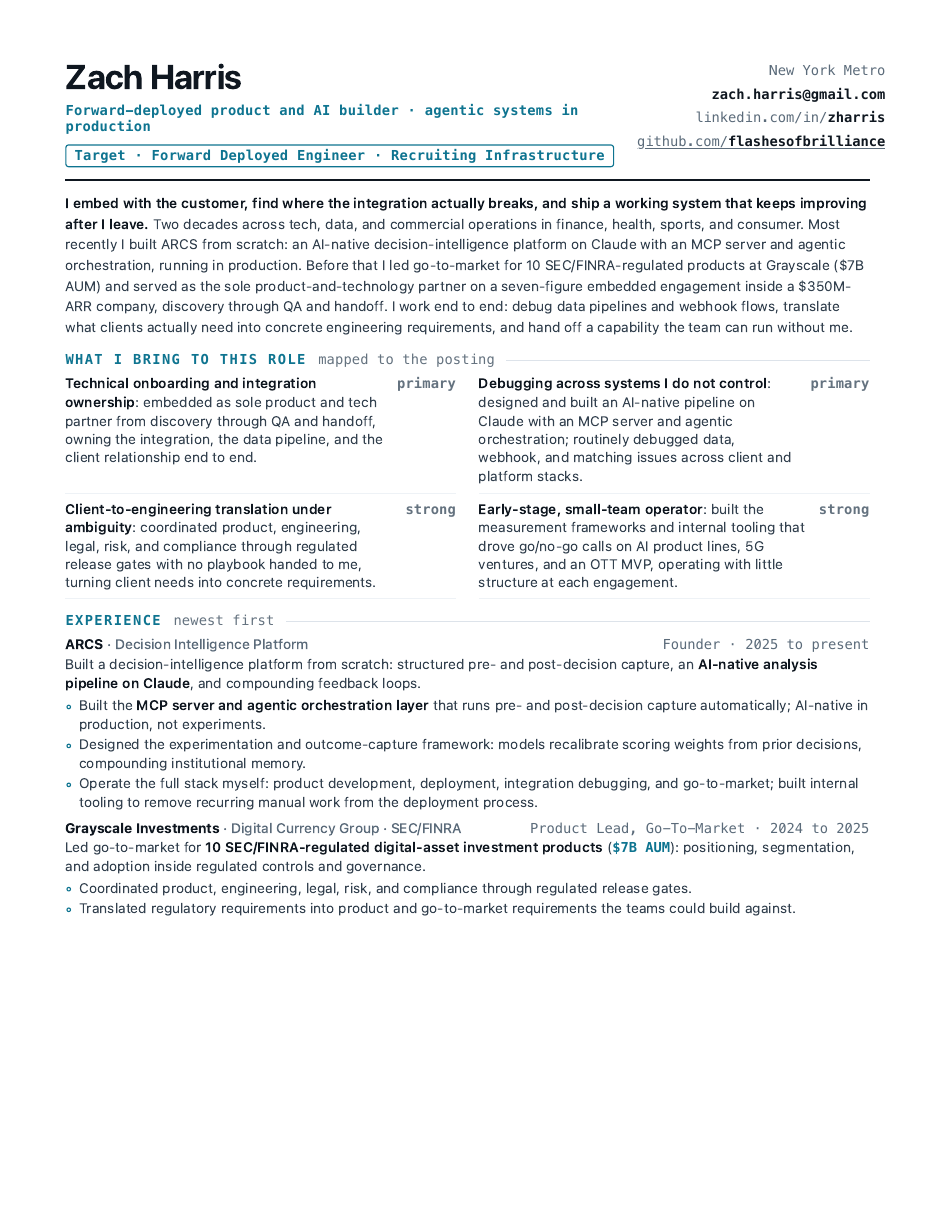 Zach Harris
Forward-deployed product and AI builder · agentic systems in
production
Target · Forward Deployed Engineer · Recruiting Infrastructure
New York Metro
zach.harris@gmail.com
linkedin.com/in/zharris
github.com/flashesofbrilliance
I embed with the customer, find where the integration actually breaks, and ship a working system that keeps improving
after I leave. Two decades across tech, data, and commercial operations in finance, health, sports, and consumer. Most
recently I built ARCS from scratch: an AI-native decision-intelligence platform on Claude with an MCP server and agentic
orchestration, running in production. Before that I led go-to-market for 10 SEC/FINRA-regulated products at Grayscale ($7B
AUM) and served as the sole product-and-technology partner on a seven-figure embedded engagement inside a $350M-
ARR company, discovery through QA and handoff. I work end to end: debug data pipelines and webhook flows, translate
what clients actually need into concrete engineering requirements, and hand off a capability the team can run without me.
WHAT I BRING TO THIS ROLE mapped to the posting
Technical onboarding and integration primary
ownership: embedded as sole product and tech
partner from discovery through QA and handoff,
owning the integration, the data pipeline, and the
client relationship end to end.
Debugging across systems I do not control: primary
designed and built an AI-native pipeline on
Claude with an MCP server and agentic
orchestration; routinely debugged data,
webhook, and matching issues across client and
platform stacks.
Client-to-engineering translation under strong
ambiguity: coordinated product, engineering,
legal, risk, and compliance through regulated
release gates with no playbook handed to me,
turning client needs into concrete requirements.
Early-stage, small-team operator: built the strong
measurement frameworks and internal tooling that
drove go/no-go calls on AI product lines, 5G
ventures, and an OTT MVP, operating with little
structure at each engagement.
EXPERIENCE newest first
ARCS · Decision Intelligence Platform Founder · 2025 to present
Built a decision-intelligence platform from scratch: structured pre- and post-decision capture, an AI-native analysis
pipeline on Claude, and compounding feedback loops.
Built the MCP server and agentic orchestration layer that runs pre- and post-decision capture automatically; AI-native in
production, not experiments.
Designed the experimentation and outcome-capture framework: models recalibrate scoring weights from prior decisions,
compounding institutional memory.
Operate the full stack myself: product development, deployment, integration debugging, and go-to-market; built internal
tooling to remove recurring manual work from the deployment process.
Grayscale Investments · Digital Currency Group · SEC/FINRA Product Lead, Go-To-Market · 2024 to 2025
Led go-to-market for 10 SEC/FINRA-regulated digital-asset investment products ($7B AUM): positioning, segmentation,
and adoption inside regulated controls and governance.
Coordinated product, engineering, legal, risk, and compliance through regulated release gates.
Translated regulatory requirements into product and go-to-market requirements the teams could build against.